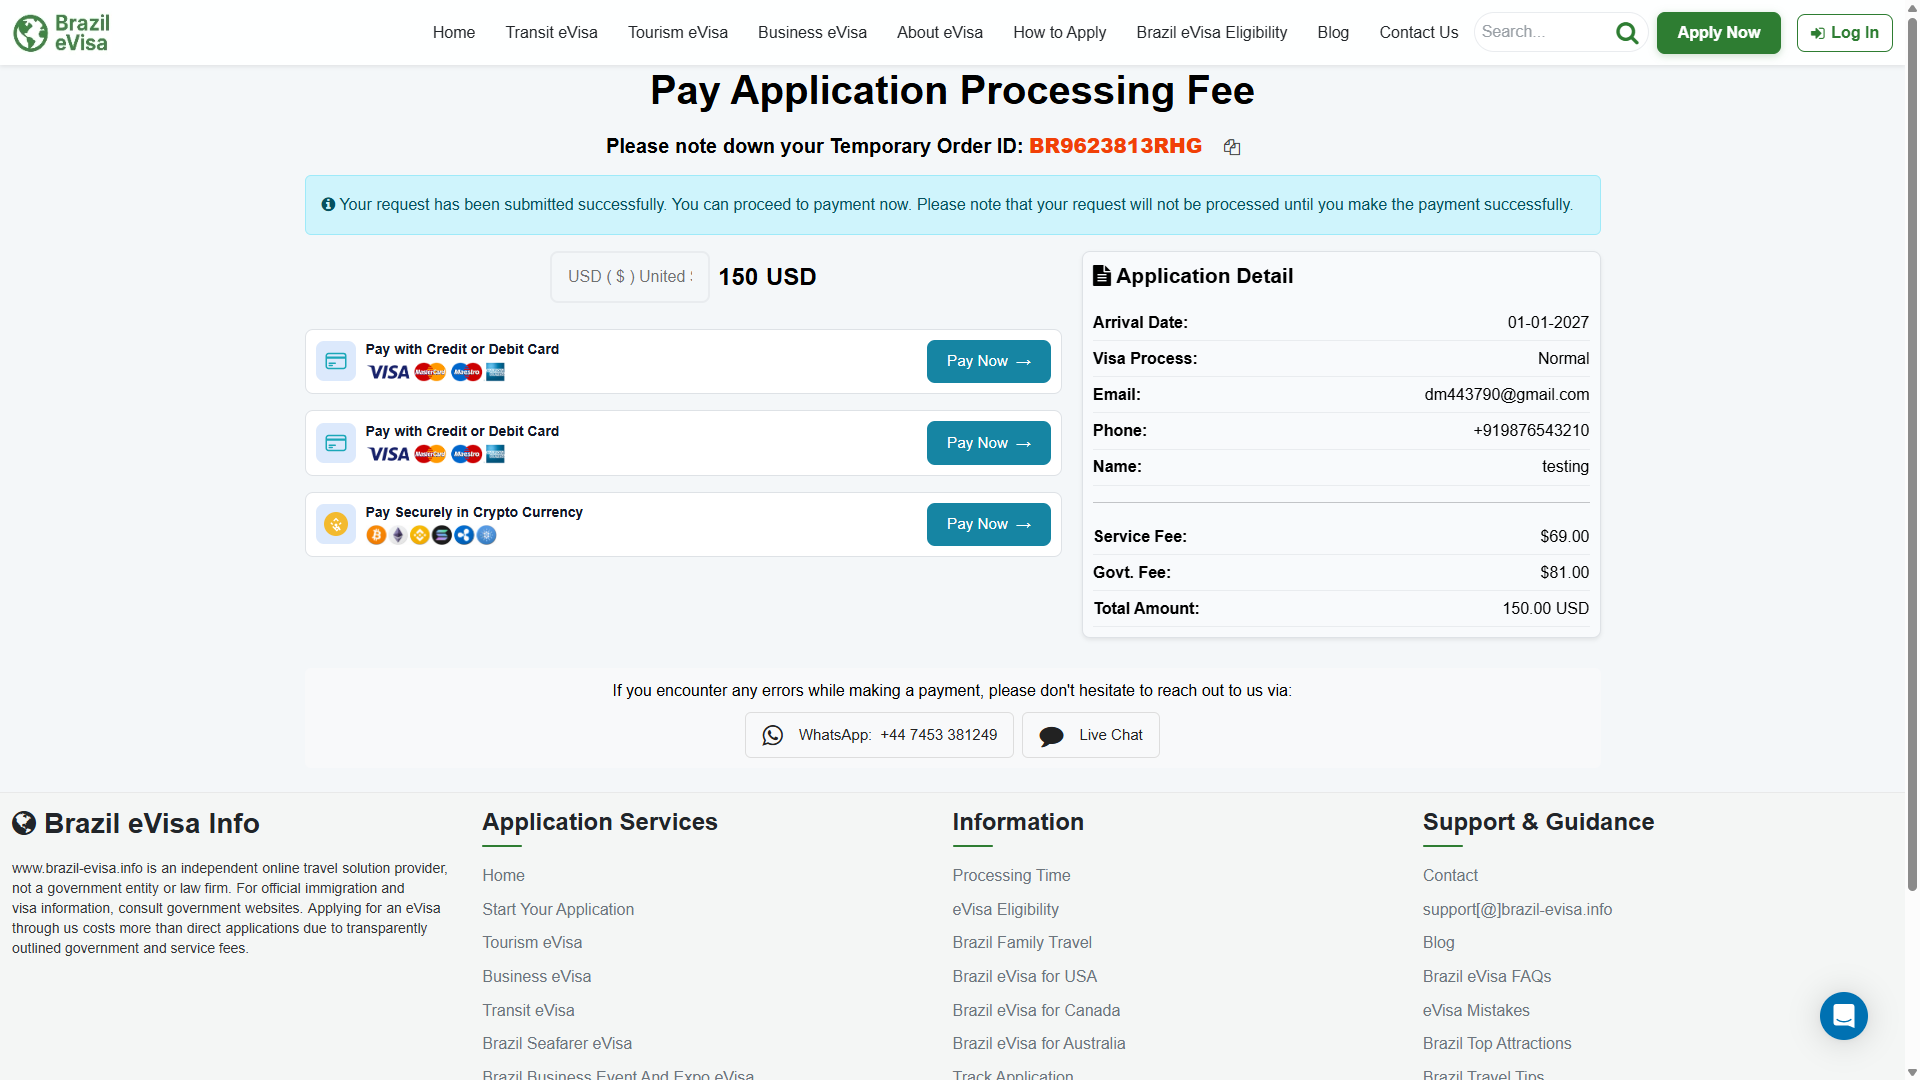 Brazil
eVisa
Home
Transit eVisa
Tourism eVisa
Business eVisa
About eVisa
How to Apply
Brazil eVisa Eligibility
Blog
Contact Us
Search...
Apply Now
Log In
Pay Application Processing Fee
Please note down your Temporary Order ID: BR9623813RHG
Your request has been submitted successfully. You can proceed to payment now. Please note that your request will not be processed until you make the payment successfully.
USD ( $ ) United
150 USD
Pay with Credit or Debit Card
VISA MasterCard Maestro
Pay Now →
Pay with Credit or Debit Card
VISA MasterCard Maestro
Pay Now →
Pay Securely in Crypto Currency
Pay Now →
Application Detail
Arrival Date: 01-01-2027
Visa Process: Normal
Email: dm443790@gmail.com
Phone: +919876543210
Name: testing
Service Fee: $69.00
Govt. Fee: $81.00
Total Amount: 150.00 USD
If you encounter any errors while making a payment, please don't hesitate to reach out to us via:
WhatsApp: +44 7453 381249
Live Chat
Brazil eVisa Info
www.brazil-evisa.info is an independent online travel solution provider,
not a government entity or law firm. For official immigration and
visa information, consult government websites. Applying for an eVisa
through us costs more than direct applications due to transparently
outlined government and service fees.
Application Services
Home
Start Your Application
Tourism eVisa
Business eVisa
Transit eVisa
Brazil Seafarer eVisa
Brazil Business Event And Expo eVisa
Information
Processing Time
eVisa Eligibility
Brazil Family Travel
Brazil eVisa for USA
Brazil eVisa for Canada
Brazil eVisa for Australia
Track Application
Support & Guidance
Contact
support[@]brazil-evisa.info
Blog
Brazil eVisa FAQs
eVisa Mistakes
Brazil Top Attractions
Brazil Travel Tips